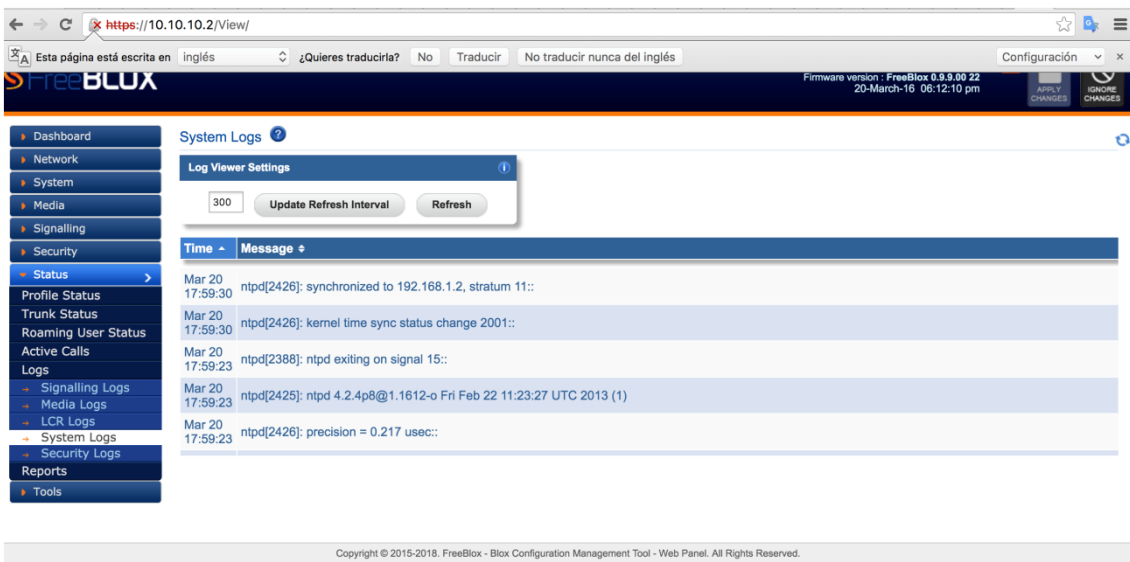 https://10.10.10.2/View/
Esta página está escrita en inglés ¿Quieres traducirla? No Traducir No traducir nunca del inglés Configuración
FreeBLUX
Firmware version : FreeBlox 0.9.9.00 22
20-March-16 06:12:10 pm
APPLY
CHANGES
IGNORE
CHANGES
Dashboard
Network
System
Media
Signalling
Security
Status
Profile Status
Trunk Status
Roaming User Status
Active Calls
Logs
Signalling Logs
Media Logs
LCR Logs
System Logs
Security Logs
Reports
Tools
System Logs ?
Log Viewer Settings
300 Update Refresh Interval Refresh
Time Message
Mar 20
17:59:30 ntpd[2426]: synchronized to 192.168.1.2, stratum 11::
Mar 20
17:59:30 ntpd[2426]: kernel time sync status change 2001::
Mar 20
17:59:23 ntpd[2388]: ntpd exiting on signal 15::
Mar 20
17:59:23 ntpd[2425]: ntpd 4.2.4p8@1.1612-o Fri Feb 22 11:23:27 UTC 2013 (1)
Mar 20
17:59:23 ntpd[2426]: precision = 0.217 usec::
Copyright © 2015-2018. FreeBlox - Blox Configuration Management Tool - Web Panel. All Rights Reserved.